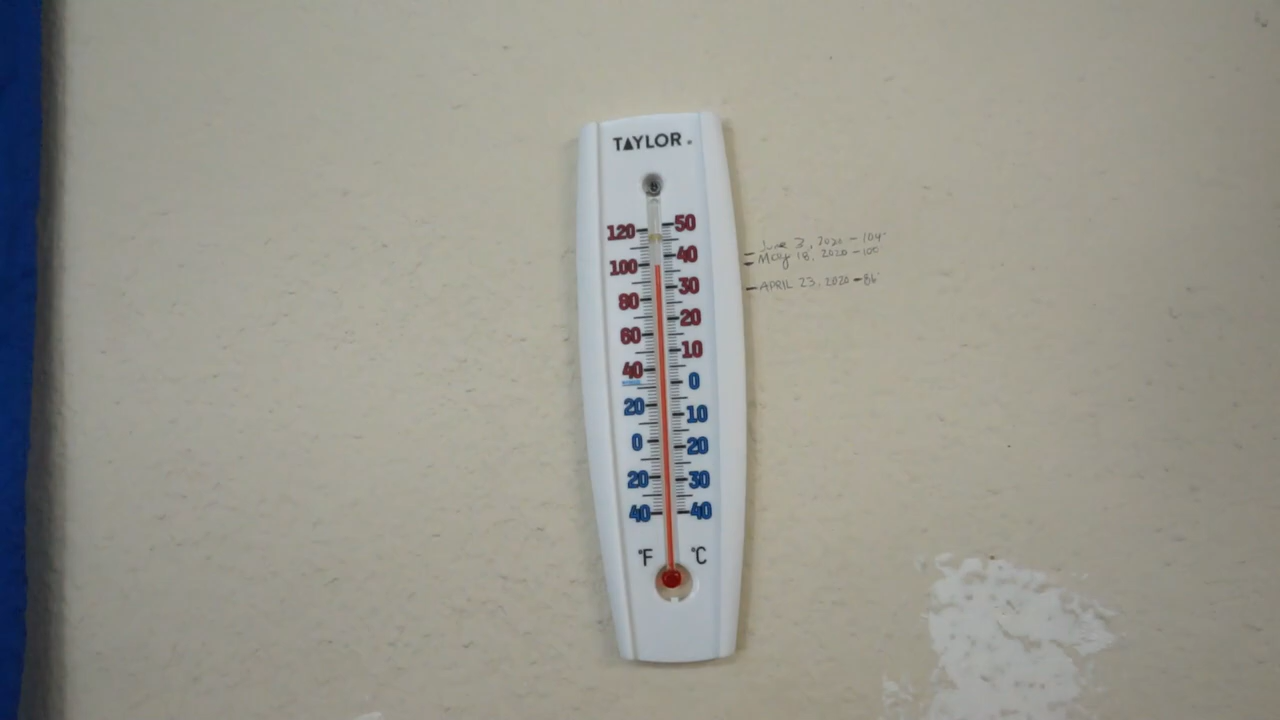 TAYLOR
120 50
100 40
80 30
60 20
40 10
20 0
0 10
20 20
40 30
40
°F °C
June 3, 2020 - 104
May 18, 2020 - 100
APRIL 23, 2020 - 86